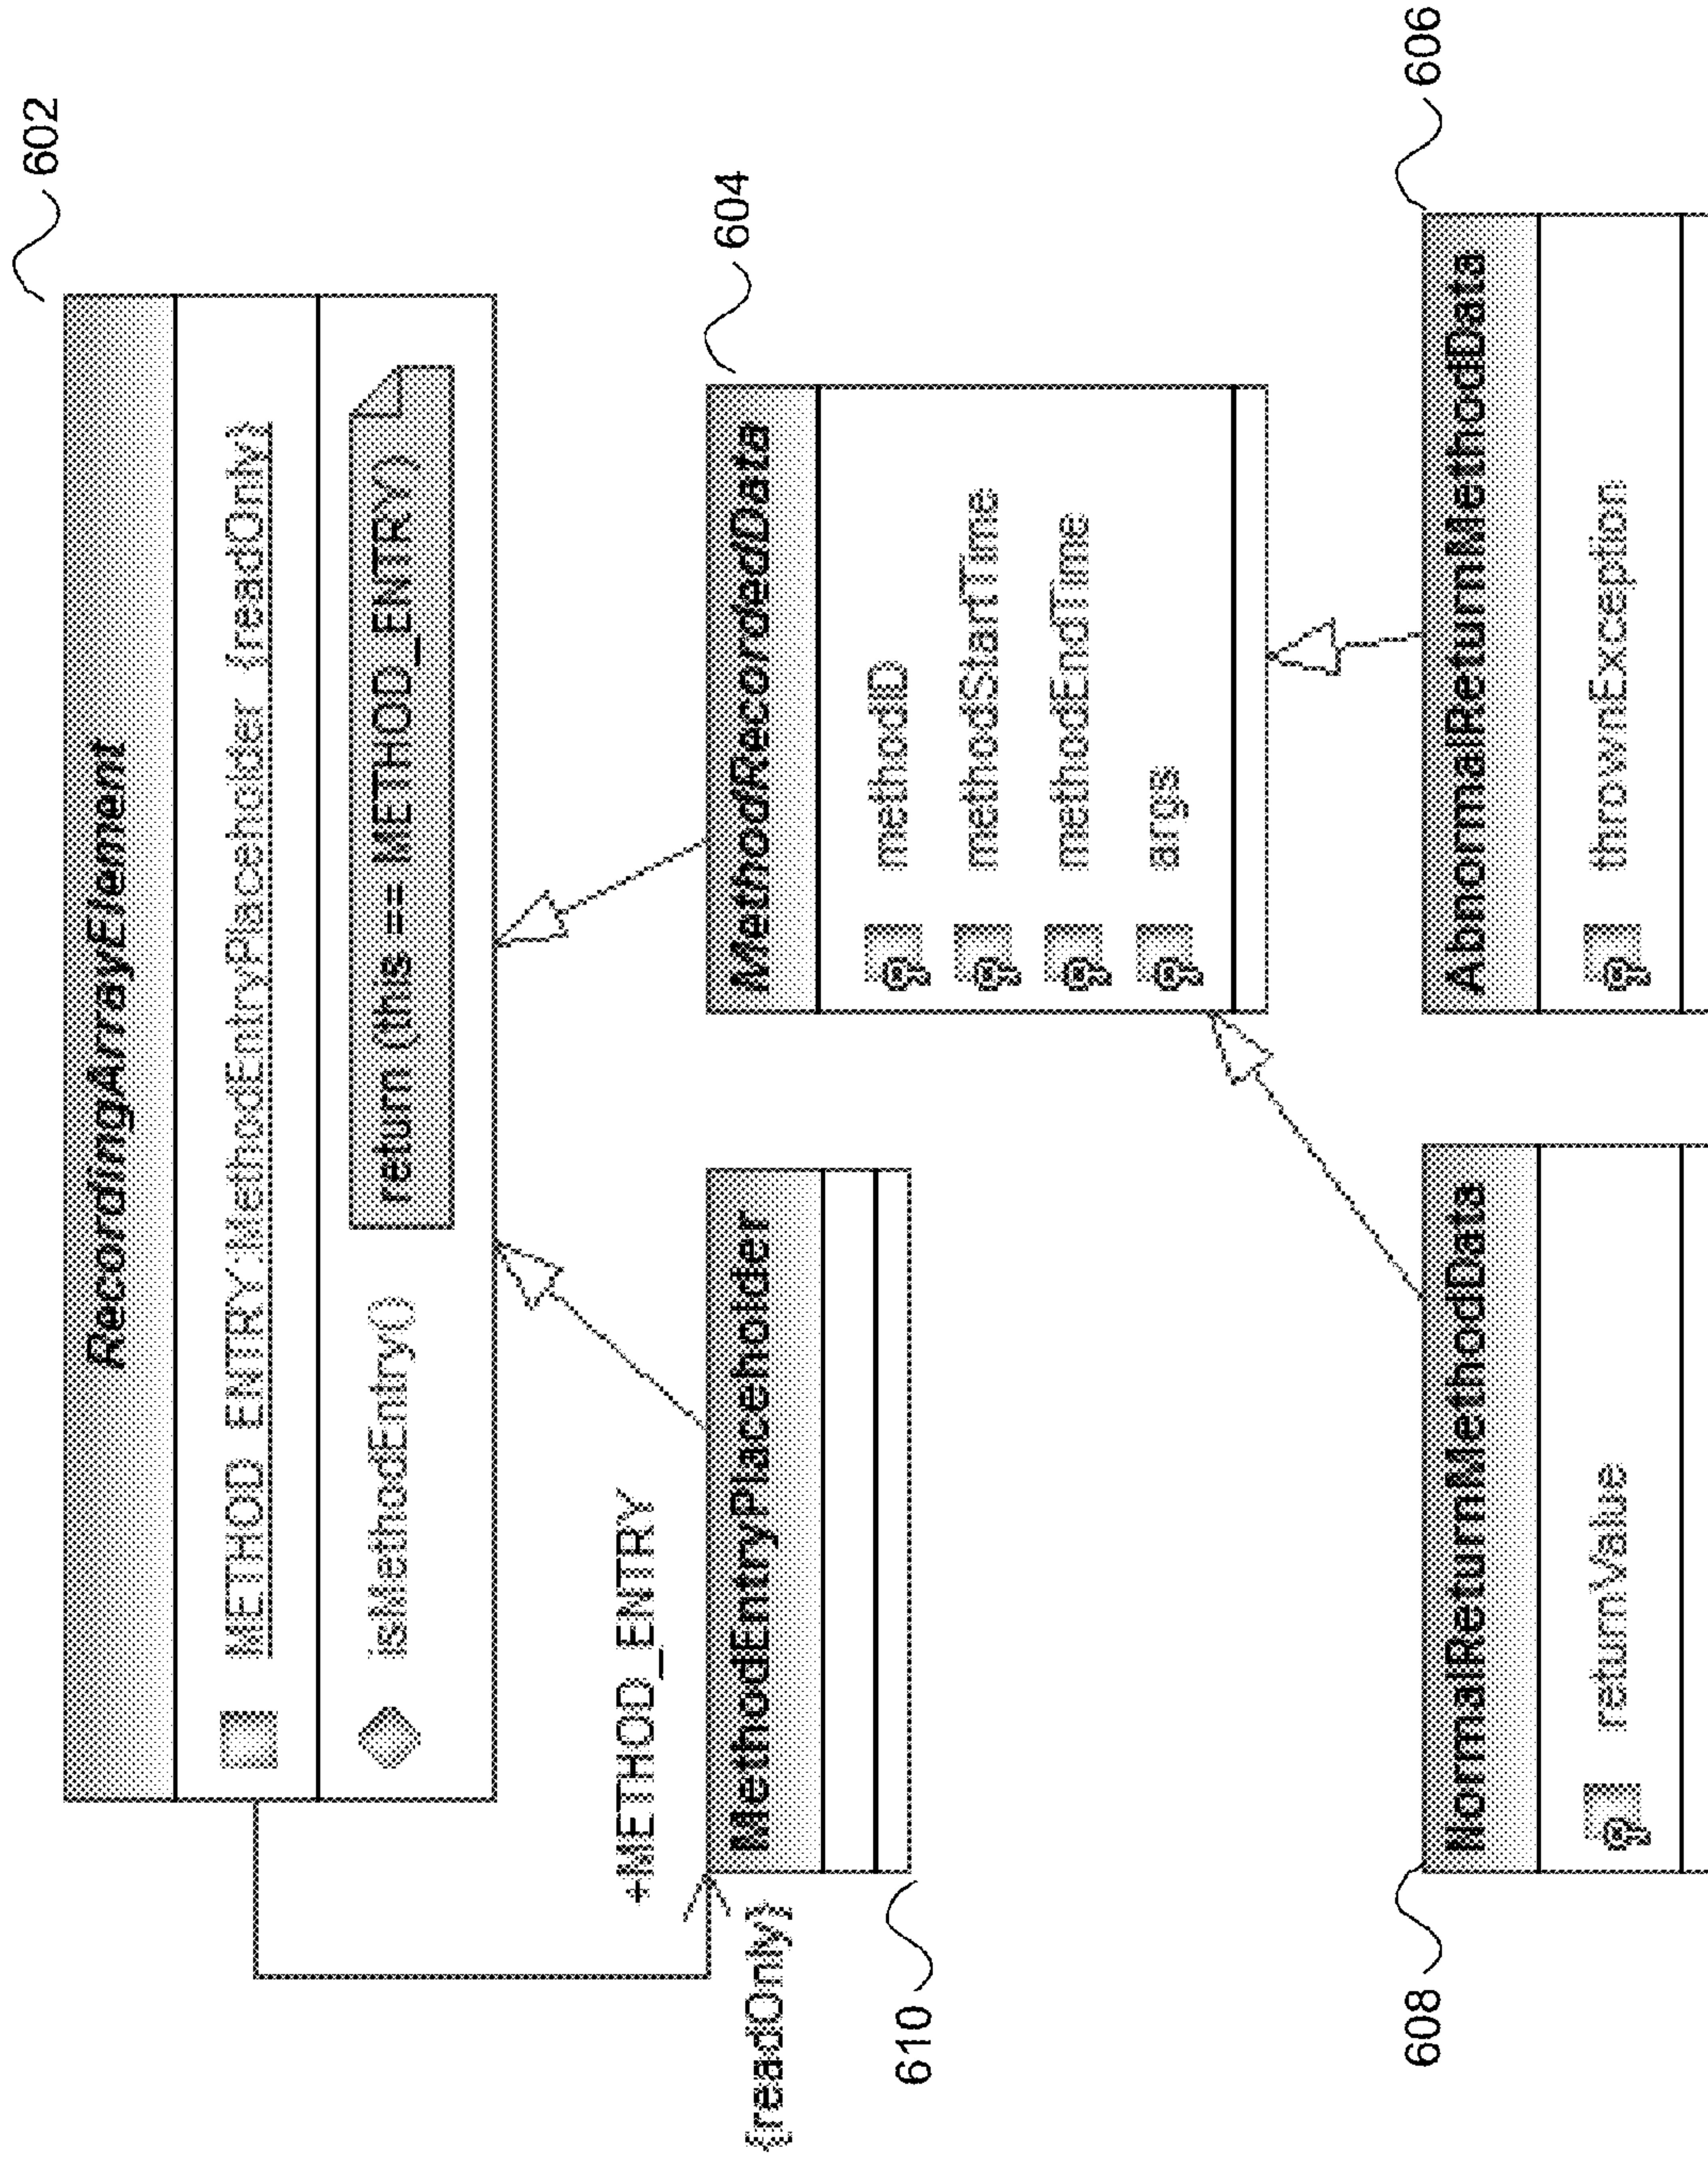 602
RecordingArrayElement
METHOD_ENTRY:MethodEntryPlaceholder {readOnly}
isMethodEntry()
return (this == METHOD_ENTRY)
+METHOD_ENTRY
{readOnly}
610
MethodEntryPlaceholder
604
MethodRecordedData
methodID
methodStartTime
methodEndTime
args
608
NormalReturnMethodData
returnValue
606
AbnormalReturnMethodData
thrownException